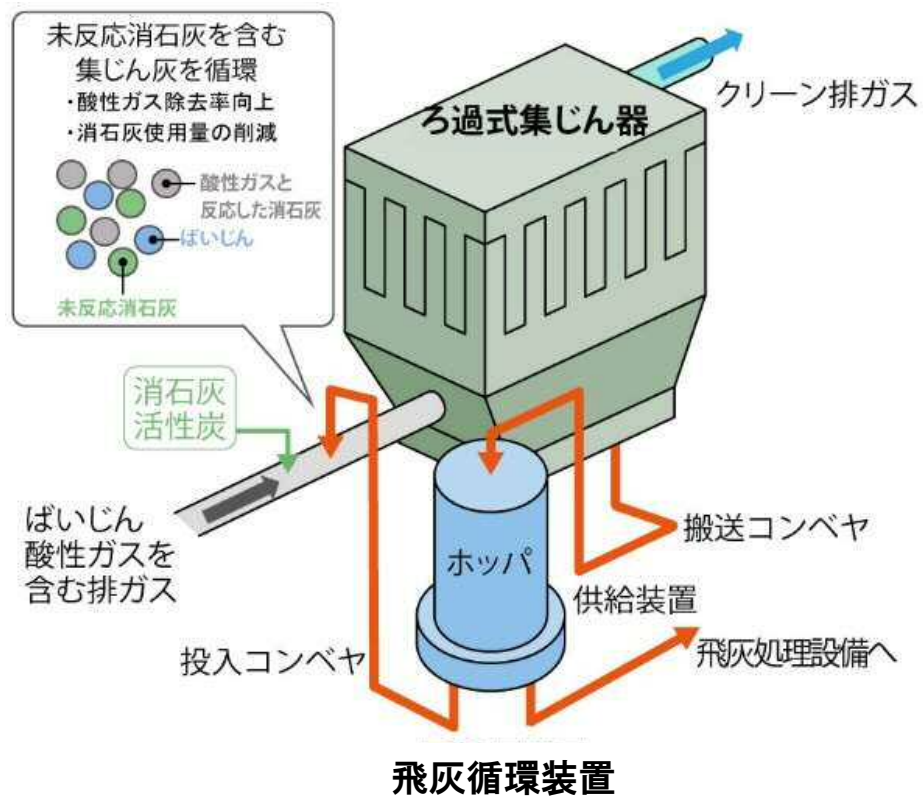 未反応消石灰を含む
集じん灰を循環
・酸性ガス除去率向上
・消石灰使用量の削減
酸性ガスと
反応した消石灰
ばいじん
未反応消石灰
ろ過式集じん器
クリーン排ガス
消石灰
活性炭
ばいじん
酸性ガスを
含む排ガス
ホッパ
搬送コンベヤ
供給装置
投入コンベヤ
飛灰処理設備へ
飛灰循環装置